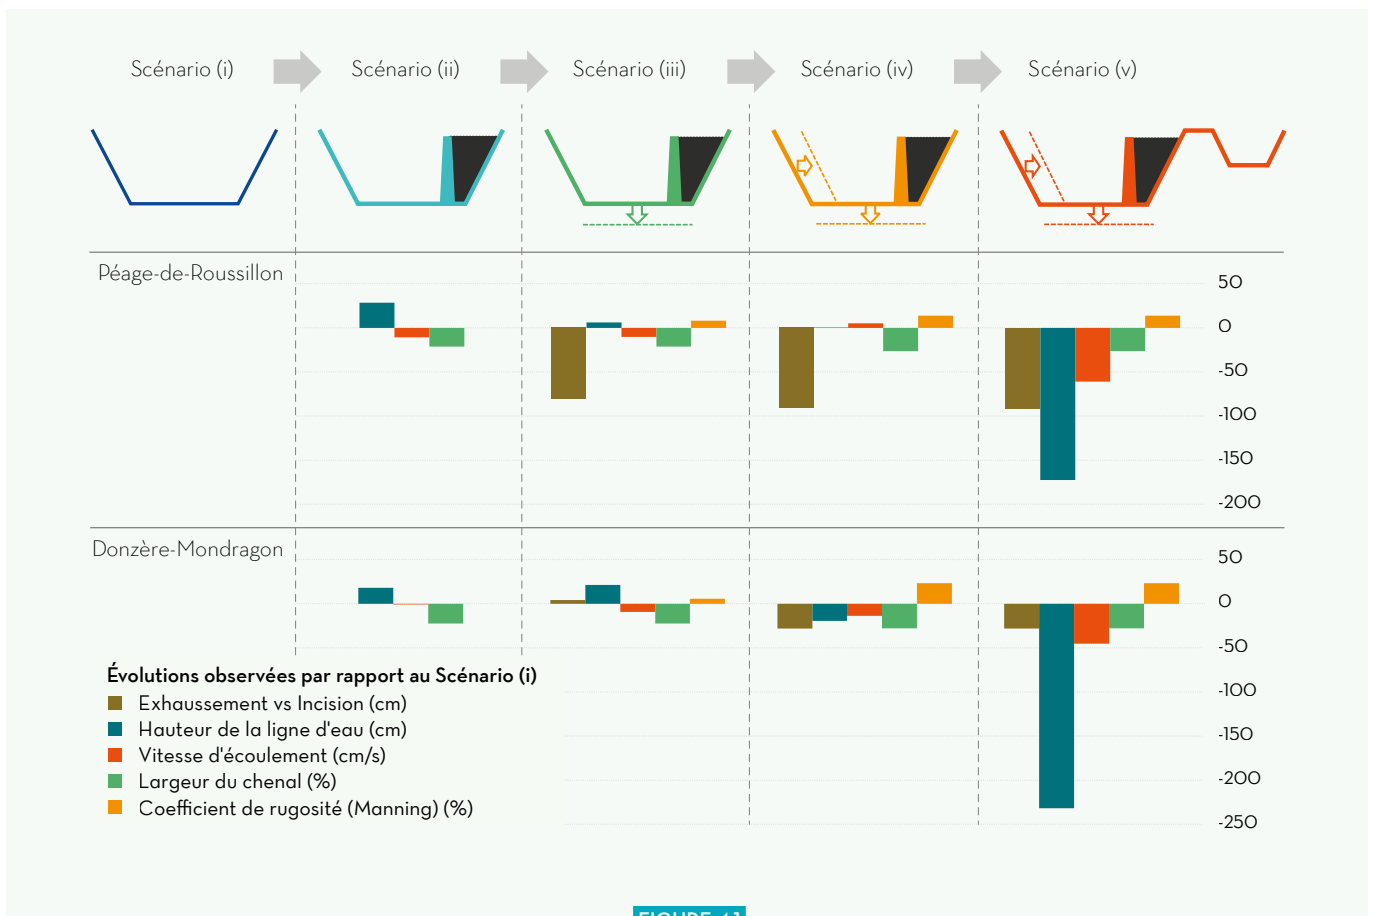 Scénario (i)
Scénario (ii)
Scénario (iii)
Scénario (iv)
Scénario (v)
Péage-de-Roussillon
50
0
-50
-100
-150
-200
Donzère-Mondragon
50
0
-50
-100
-150
-200
-250
Évolutions observées par rapport au Scénario (i)
Exhaussement vs Incision (cm)
Hauteur de la ligne d'eau (cm)
Vitesse d'écoulement (cm/s)
Largeur du chenal (%)
Coefficient de rugosité (Manning) (%)
FIGURE 41